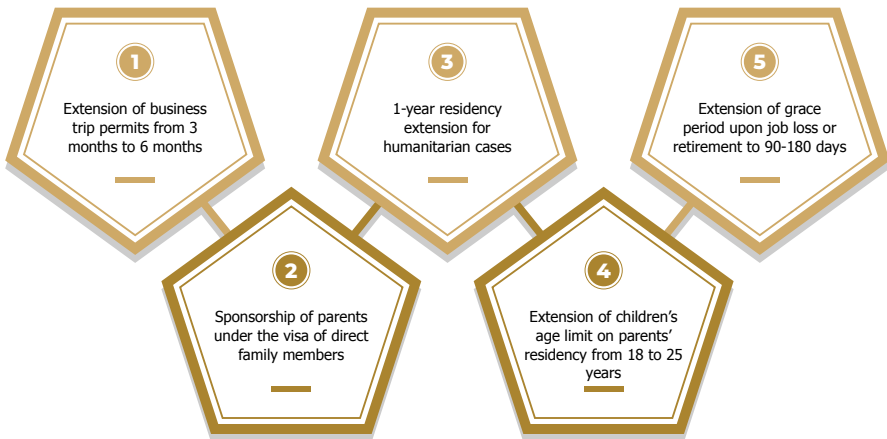 1
Extension of business
trip permits from 3
months to 6 months
2
Sponsorship of parents
under the visa of direct
family members
3
1-year residency
extension for
humanitarian cases
4
Extension of children’s
age limit on parents’
residency from 18 to 25
years
5
Extension of grace
period upon job loss or
retirement to 90-180 days